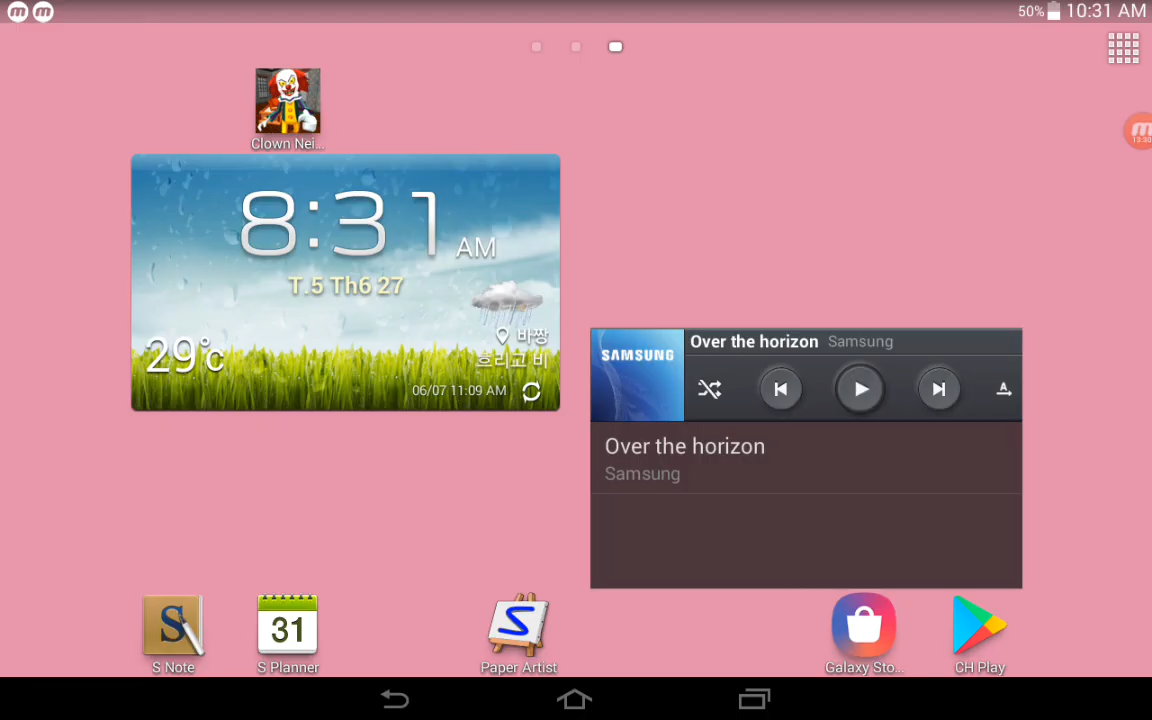 50% 10:31 AM
12:30
Clown Nei...
8:31 AM
T.5 Th6 27
바짱
29°c
흐리고 비
06/07 11:09 AM
SAMSUNG
Over the horizon Samsung
A
Over the horizon
Samsung
S
31
S
S Note
S Planner
Paper Artist
Galaxy Sto...
CH Play